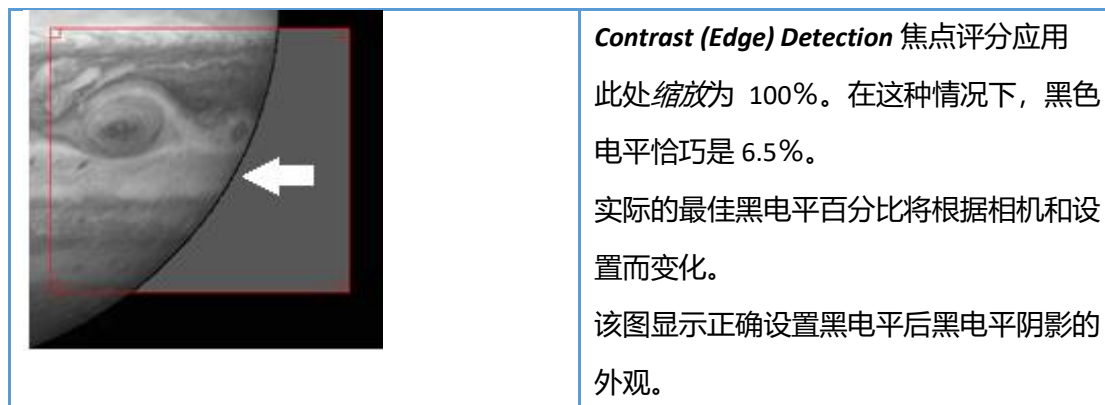 Contrast (Edge) Detection 焦点评分应用
此处缩放为 100%。在这种情况下，黑色
电平恰巧是 6.5%。
实际的最佳黑电平百分比将根据相机和设
置而变化。
该图显示正确设置黑电平后黑电平阴影的
外观。